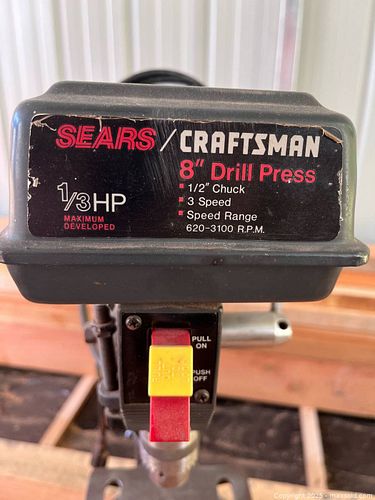 SEARS / CRAFTSMAN
8" Drill Press
1/3 HP
MAXIMUM
DEVELOPED
▪ 1/2" Chuck
▪ 3 Speed
▪ Speed Range
620-3100 R.P.M.
PULL
ON
PUSH
OFF